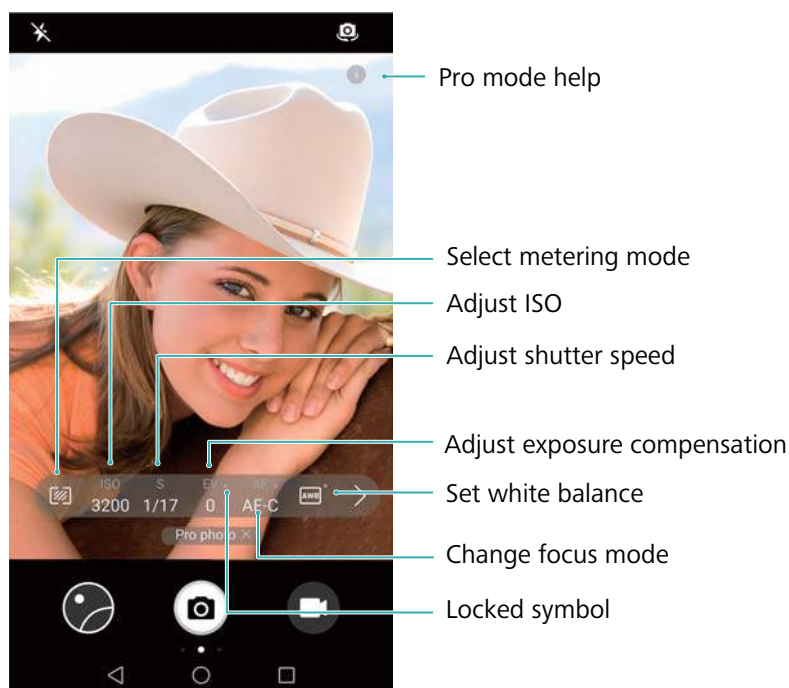 Pro mode help
Select metering mode
Adjust ISO
Adjust shutter speed
Adjust exposure compensation
ISO S EV AF AWB
3200 1/17 0 AF-C
Set white balance
Pro photo ×
Change focus mode
Locked symbol